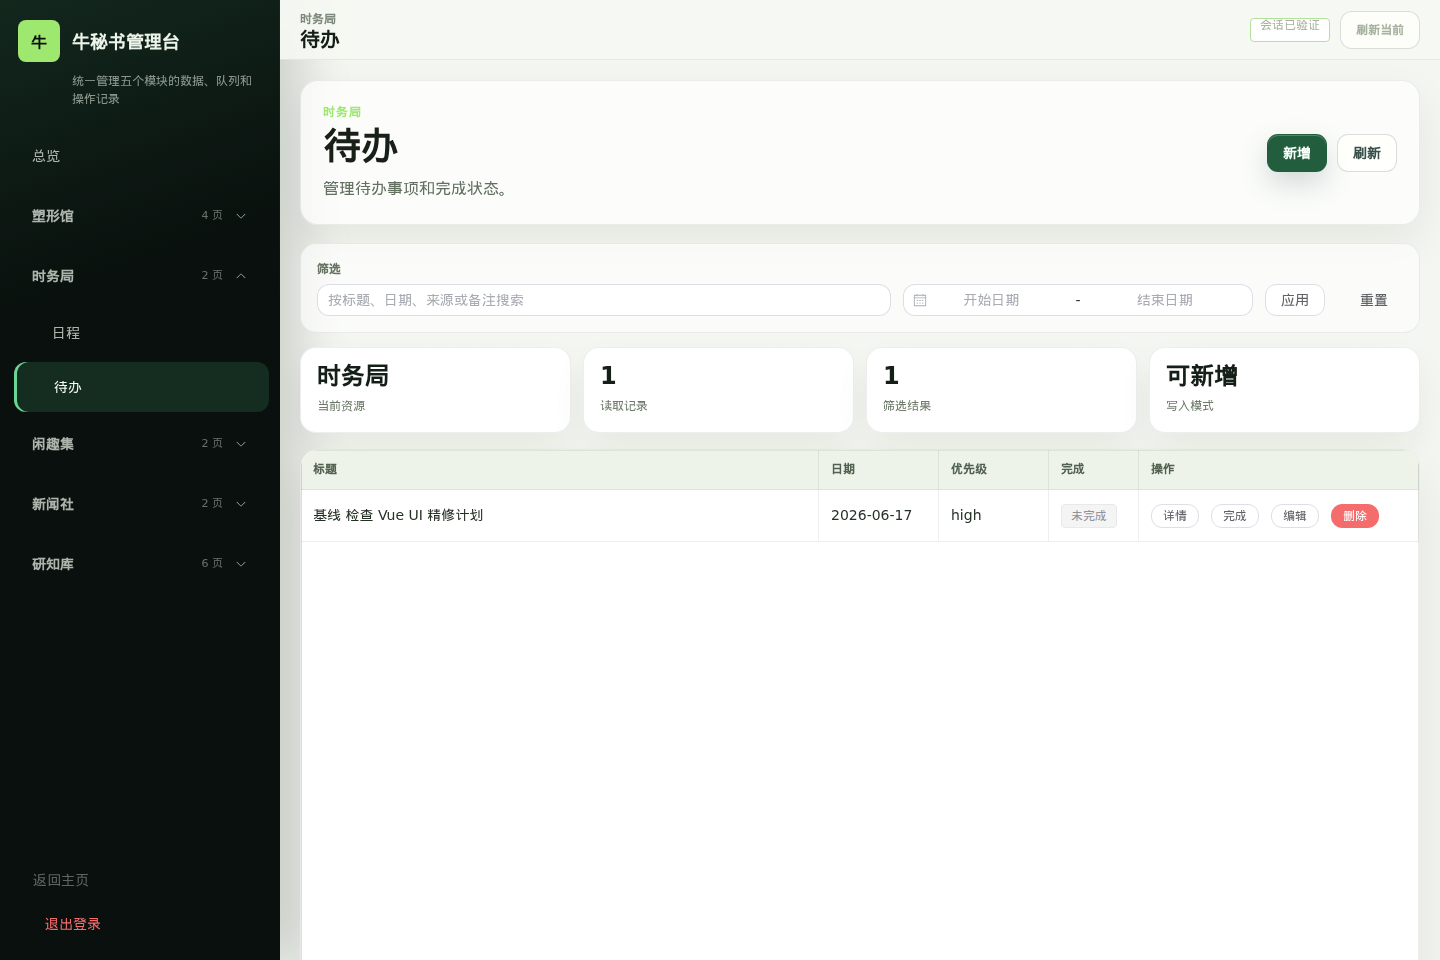 牛
牛秘书管理台
统一管理五个模块的数据、队列和
操作记录
总览
塑形馆 4 页
时务局 2 页
日程
待办
闲趣集 2 页
新闻社 2 页
研知库 6 页
返回主页
退出登录
时务局
待办
会话已验证
刷新当前
时务局
待办
管理待办事项和完成状态。
新增
刷新
筛选
按标题、日期、来源或备注搜索
开始日期 - 结束日期
应用
重置
时务局
当前资源
1
读取记录
1
筛选结果
可新增
写入模式
标题 日期 优先级 完成 操作
基线 检查 Vue UI 精修计划 2026-06-17 high 未完成 详情 完成 编辑 删除